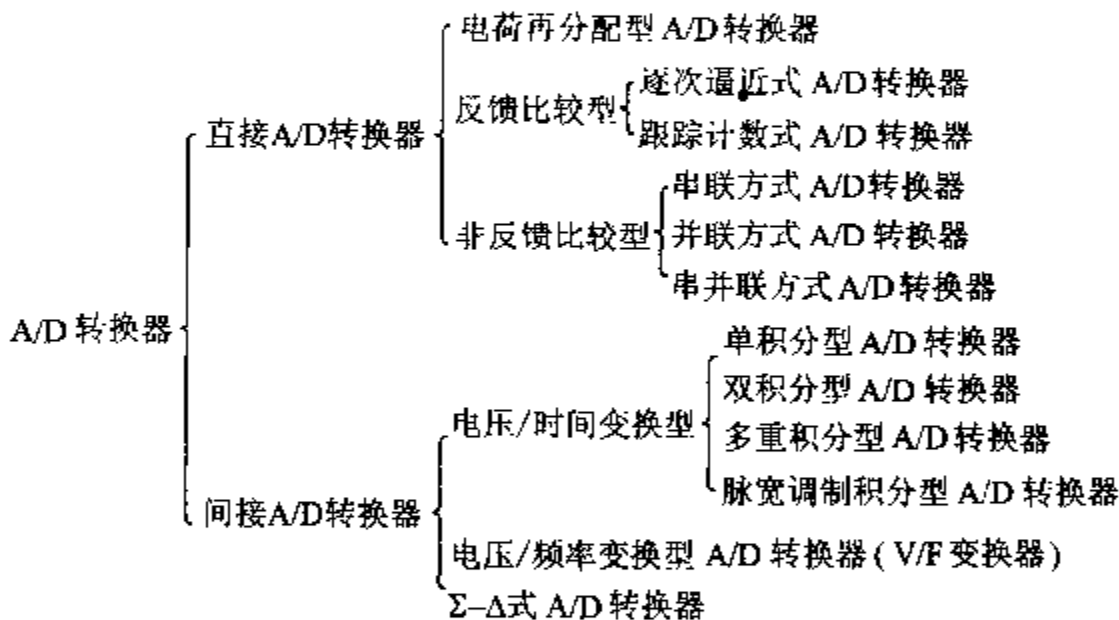 电荷再分配型 A/D 转换器
反馈比较型
逐次逼近式 A/D 转换器
跟踪计数式 A/D 转换器
直接A/D转换器
非反馈比较型
串联方式 A/D转换器
并联方式 A/D 转换器
串并联方式 A/D转换器
A/D 转换器
电压/时间变换型
单积分型 A/D 转换器
双积分型 A/D 转换器
多重积分型 A/D 转换器
脉宽调制积分型 A/D 转换器
间接A/D转换器
电压/频率变换型 A/D 转换器 ( V/F 变换器 )
Σ–Δ式 A/D 转换器